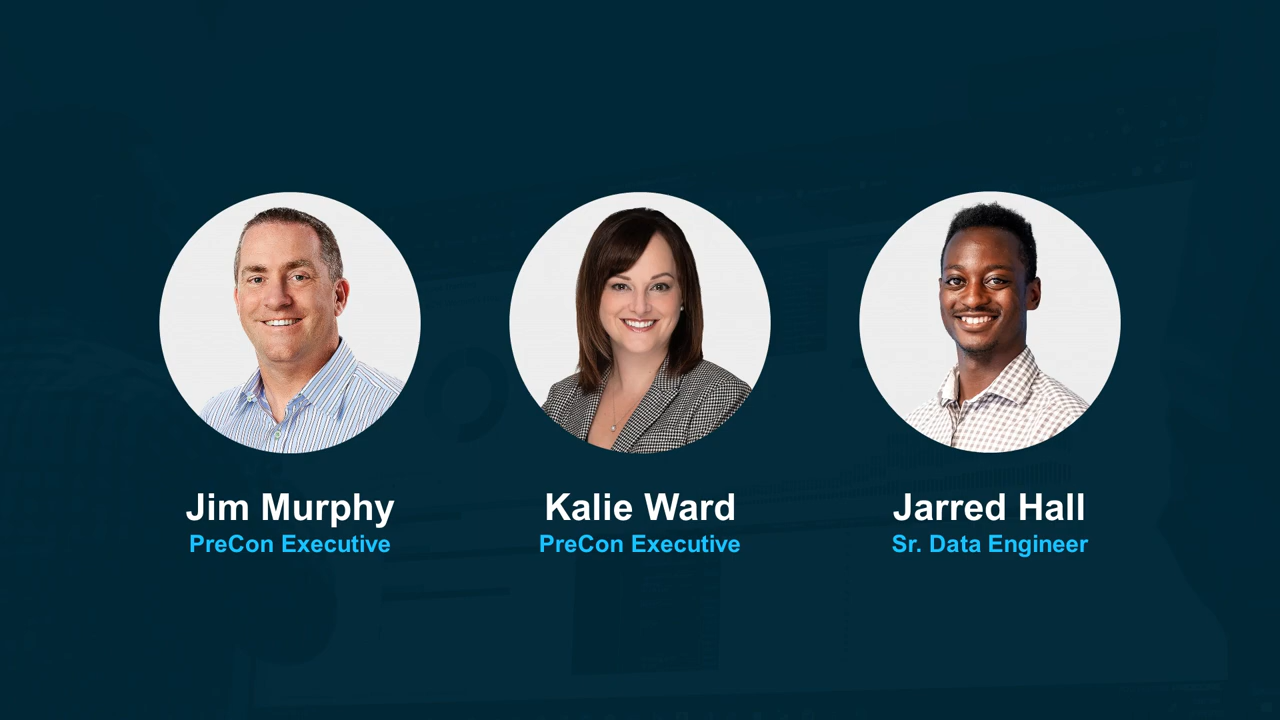 Jim Murphy
PreCon Executive
Kalie Ward
PreCon Executive
Jarred Hall
Sr. Data Engineer